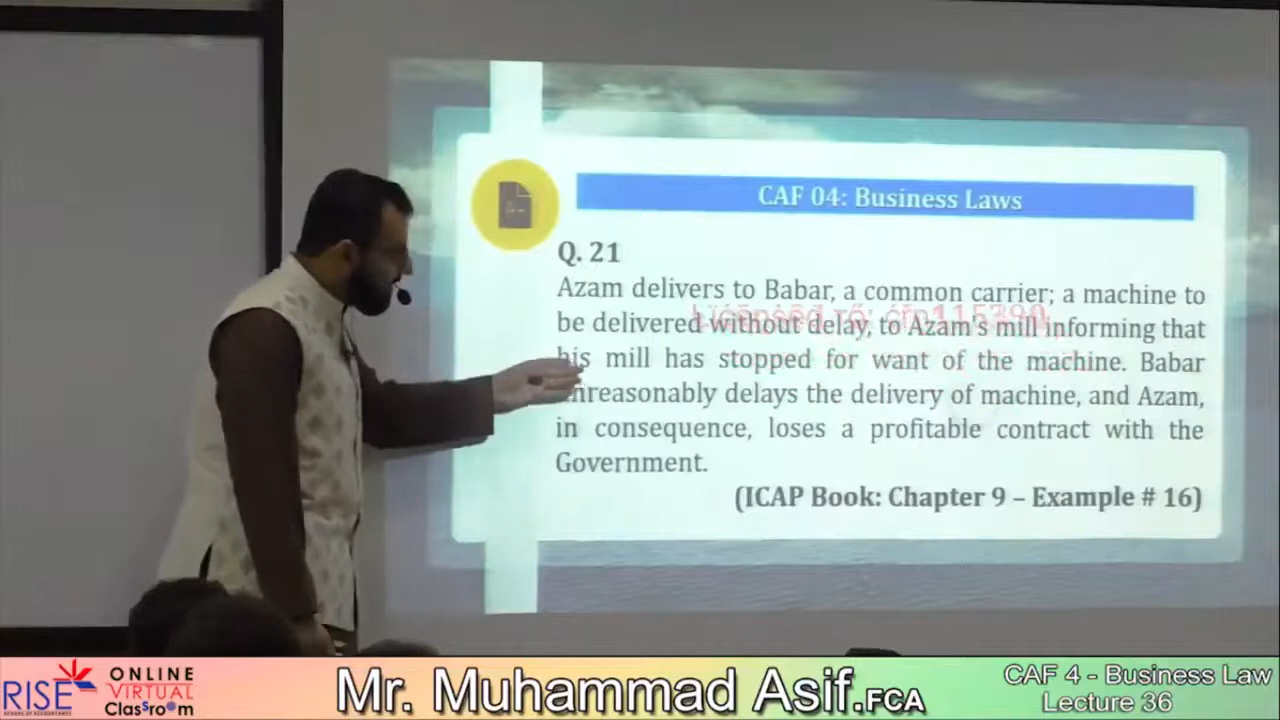 CAF 04: Business Laws
Q. 21
Azam delivers to Babar, a common carrier; a machine to
be delivered without delay, to Azam's mill informing that
his mill has stopped for want of the machine. Babar
unreasonably delays the delivery of machine, and Azam,
in consequence, loses a profitable contract with the
Government.
(ICAP Book: Chapter 9 – Example # 16)
RISE
ONLINE
VIRTUAL
Classroom
Mr. Muhammad Asif.FCA
CAF 4 - Business Law
Lecture 36